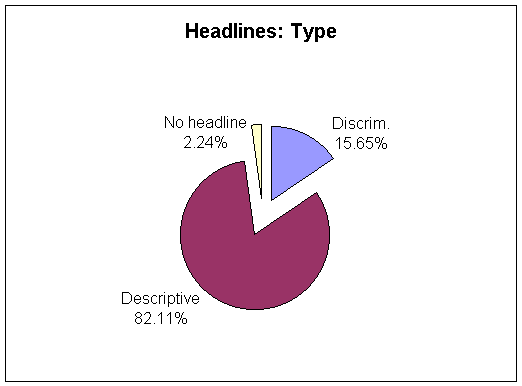 Headlines: Type
No headline
2.24%
Discrim.
15.65%
Descriptive
82.11%